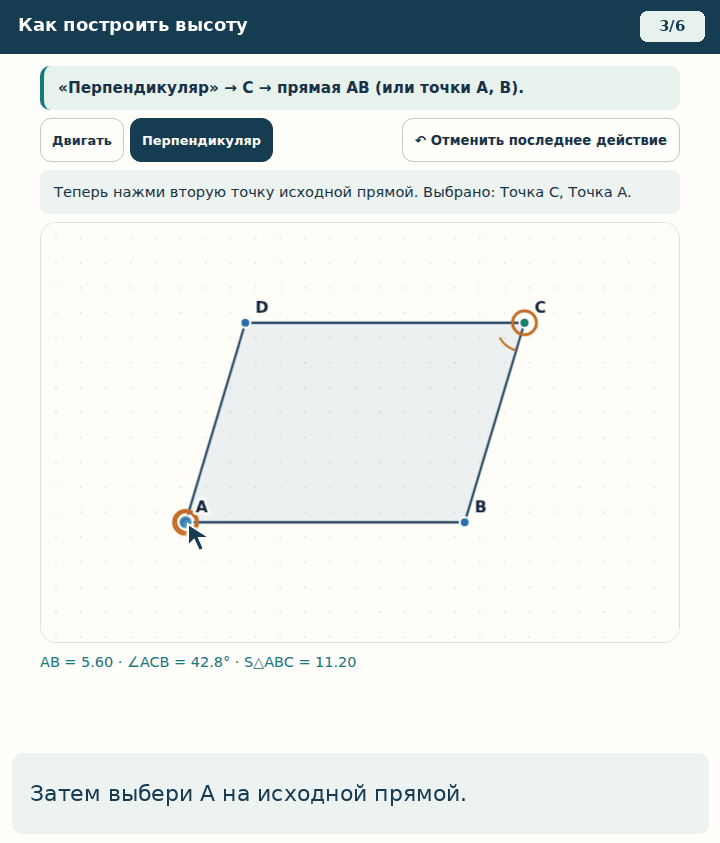 Как построить высоту
3/6
«Перпендикуляр» → C → прямая AB (или точки A, B).
Двигать
Перпендикуляр
↶ Отменить последнее действие
Теперь нажми вторую точку исходной прямой. Выбрано: Точка C, Точка A.
D
C
A
B
AB = 5.60 · ∠ACB = 42.8° · S△ABC = 11.20
Затем выбери A на исходной прямой.